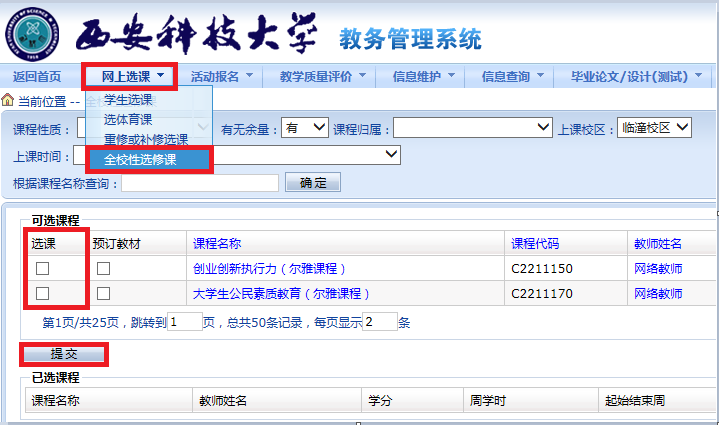 西安科技大学 教务管理系统
返回首页 网上选课 活动报名 教学质量评价 信息维护 信息查询 毕业论文/设计(测试)
当前位置 --
学生选课
选体育课
重修或补修选课
全校性选修课
课程性质： 有无余量： 有 课程归属： 上课校区： 临潼校区
上课时间：
根据课程名称查询： 确定
可选课程
选课 预订教材 课程名称 课程代码 教师姓名
创业创新执行力（尔雅课程） C2211150 网络教师
大学生公民素质教育（尔雅课程） C2211170 网络教师
第1页/共25页，跳转到 1 页，总共50条记录，每页显示 2 条
提交
已选课程
课程名称 教师姓名 学分 周学时 起始结束周